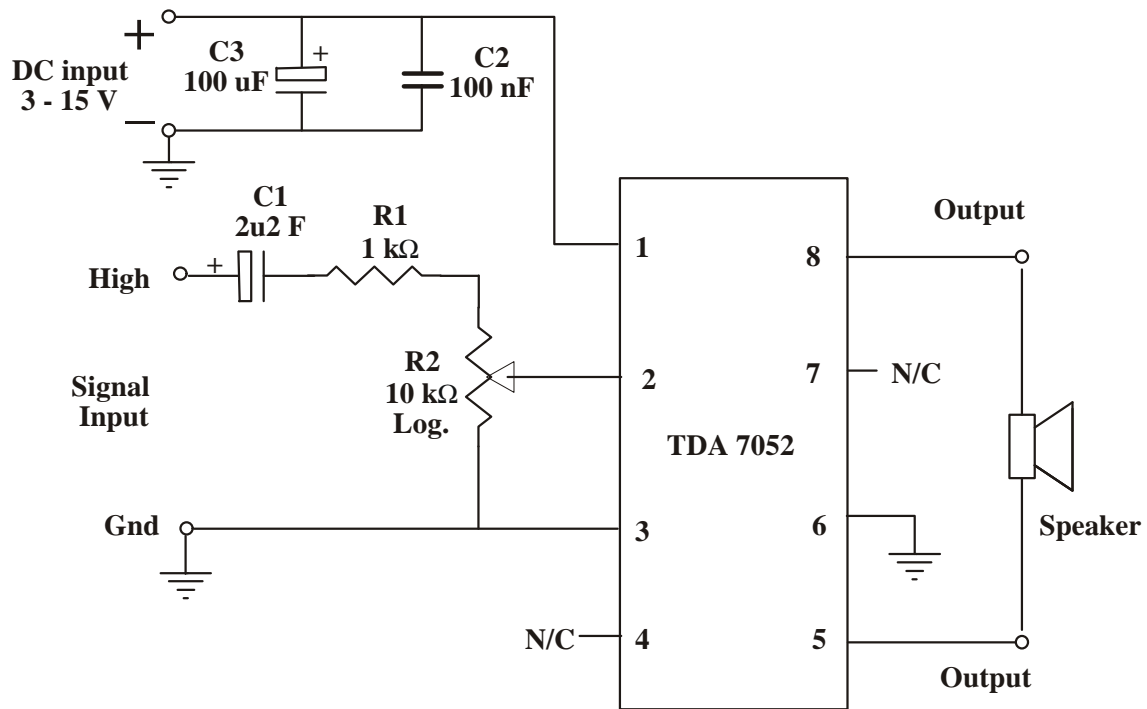 +
DC input
3 - 15 V
−
C3
100 uF
+
C2
100 nF
C1
2u2 F
+
R1
1 kΩ
High
Signal
Input
R2
10 kΩ
Log.
Gnd
N/C
1
2
3
4
TDA 7052
8
7
6
5
Output
N/C
Speaker
Output